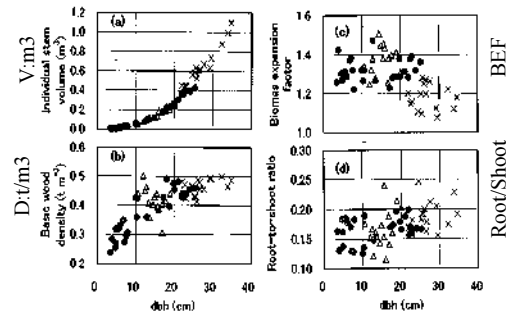 V:m3
Individual stem
volume (m³)
(a)
1.2
1.0
0.8
0.6
0.4
0.2
0.0
D:t/m3
Basic wood
density (t m⁻³)
(b)
0.5
0.4
0.3
0.2
0 10 20 30 40
dbh (cm)
BEF
Biomass expansion
factor
(c)
1.6
1.4
1.2
1.0
Root/Shoot
Root-to-shoot ratio
(d)
0.30
0.25
0.20
0.15
0.10
0 10 20 30 40
dbh (cm)